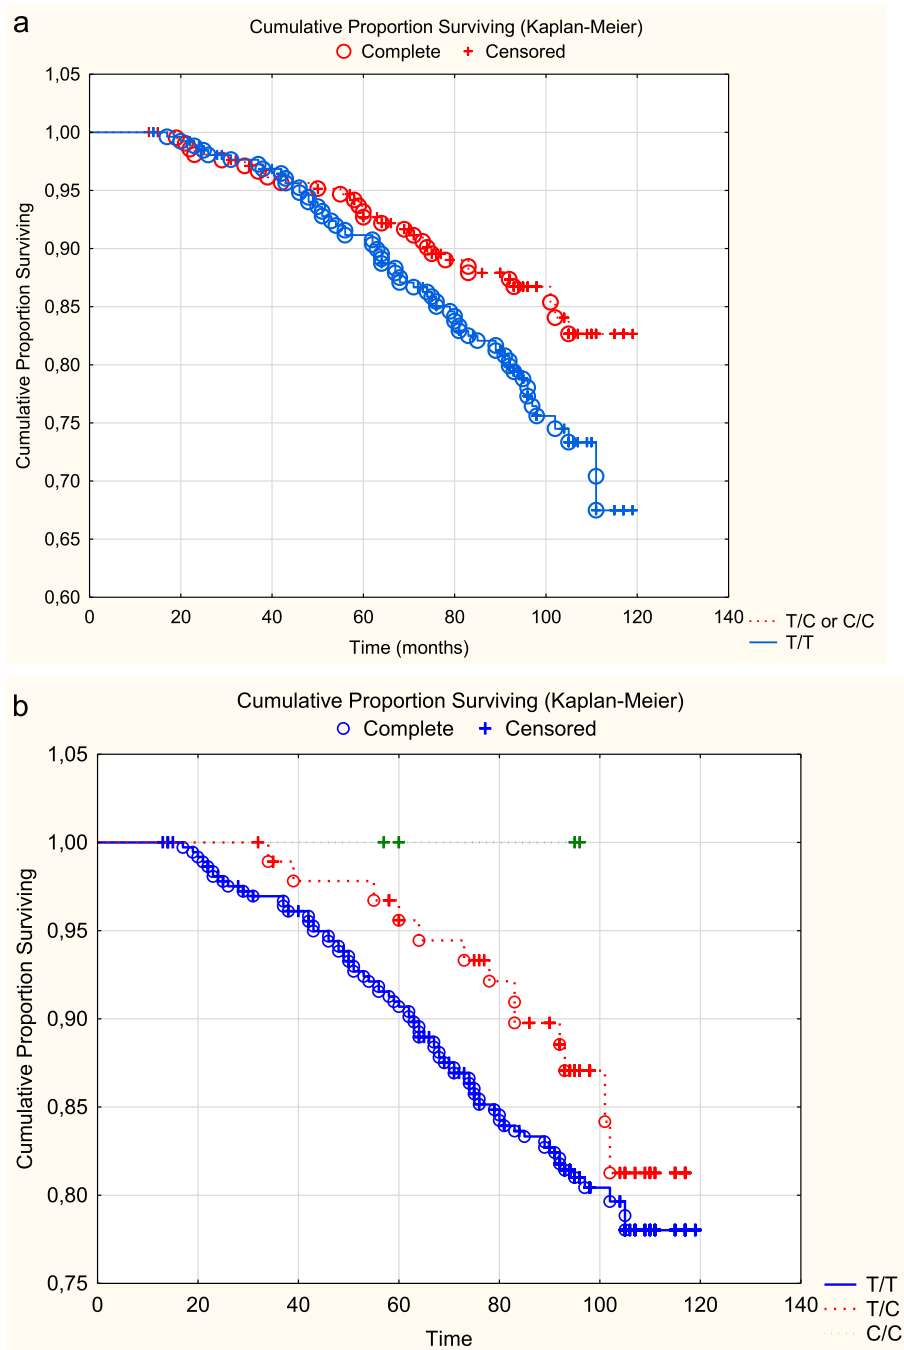 a
Cumulative Proportion Surviving (Kaplan-Meier)
Complete Censored
1,05
1,00
0,95
0,90
0,85
0,80
0,75
0,70
0,65
0,60
Cumulative Proportion Surviving
0 20 40 60 80 100 120 140
Time (months)
T/C or C/C
T/T
b
Cumulative Proportion Surviving (Kaplan-Meier)
Complete Censored
1,05
1,00
0,95
0,90
0,85
0,80
0,75
Cumulative Proportion Surviving
0 20 40 60 80 100 120 140
Time
T/T
T/C
C/C